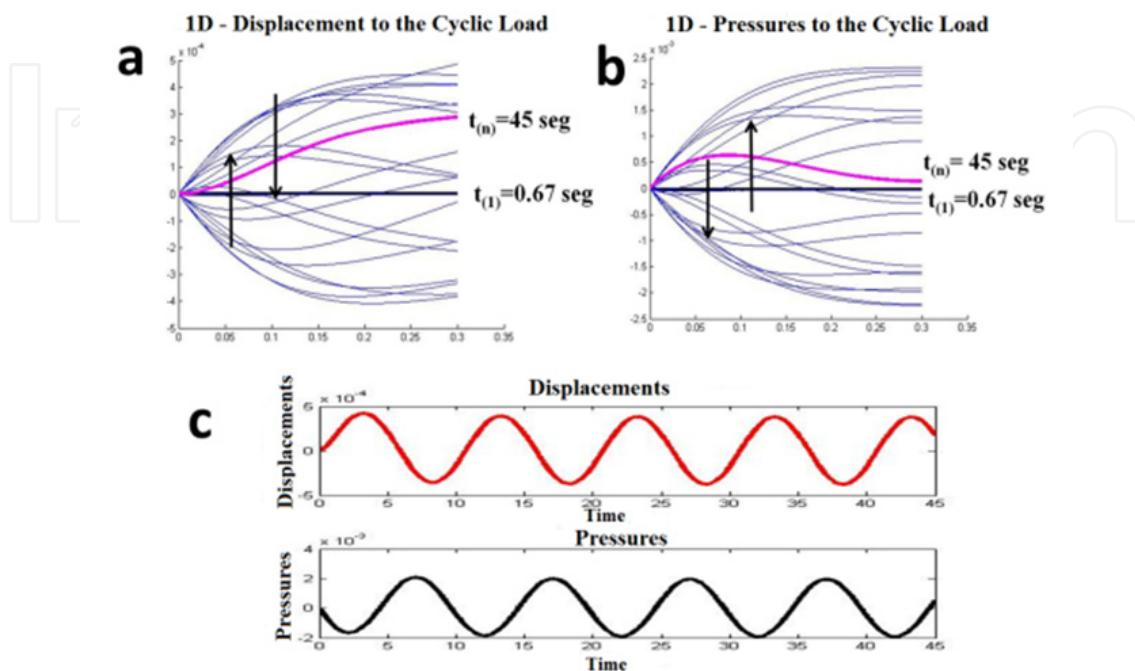 1D - Displacement to the Cyclic Load
1D - Pressures to the Cyclic Load
a
× 10⁻⁴
5
4
3
2
1
0
-1
-2
-3
-4
-5
0 0.05 0.1 0.15 0.2 0.25 0.3 0.35
t(n)=45 seg
t(1)=0.67 seg
b
× 10⁻³
2.5
2
1.5
1
0.5
0
-0.5
-1
-1.5
-2
-2.5
0 0.05 0.1 0.15 0.2 0.25 0.3 0.35
t(n)= 45 seg
t(1)=0.67 seg
c
Displacements
× 10⁻⁴
5
0
-5
Displacements
0 5 10 15 20 25 30 35 40 45
Time
Pressures
× 10⁻³
4
2
0
-2
Pressures
0 5 10 15 20 25 30 35 40 45
Time